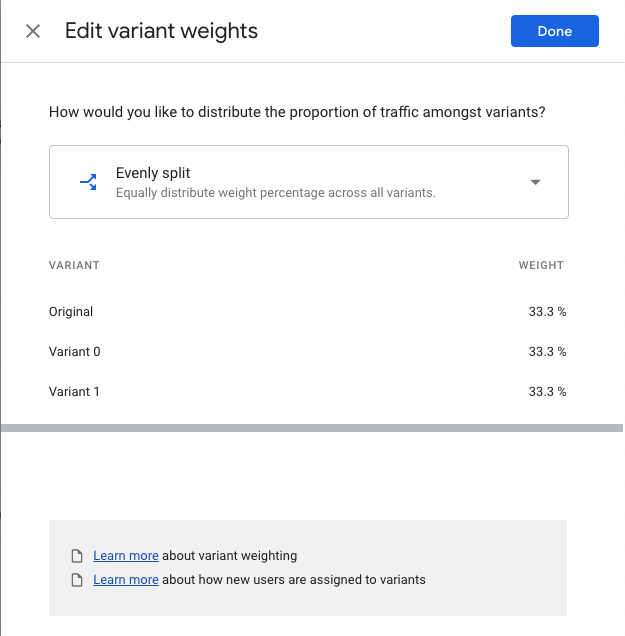 Edit variant weights
Done
How would you like to distribute the proportion of traffic amongst variants?
Evenly split
Equally distribute weight percentage across all variants.
VARIANT WEIGHT
Original 33.3 %
Variant 0 33.3 %
Variant 1 33.3 %
Learn more about variant weighting
Learn more about how new users are assigned to variants